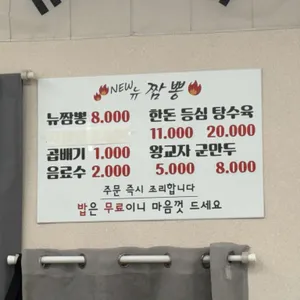 NEW 뉴 짬뽕
뉴짬뽕 8.000
한돈 등심 탕수육
11.000 20.000
곱배기 1.000
왕교자 군만두
음료수 2.000
5.000 8.000
주문 즉시 조리합니다
밥은 무료이니 마음껏 드세요